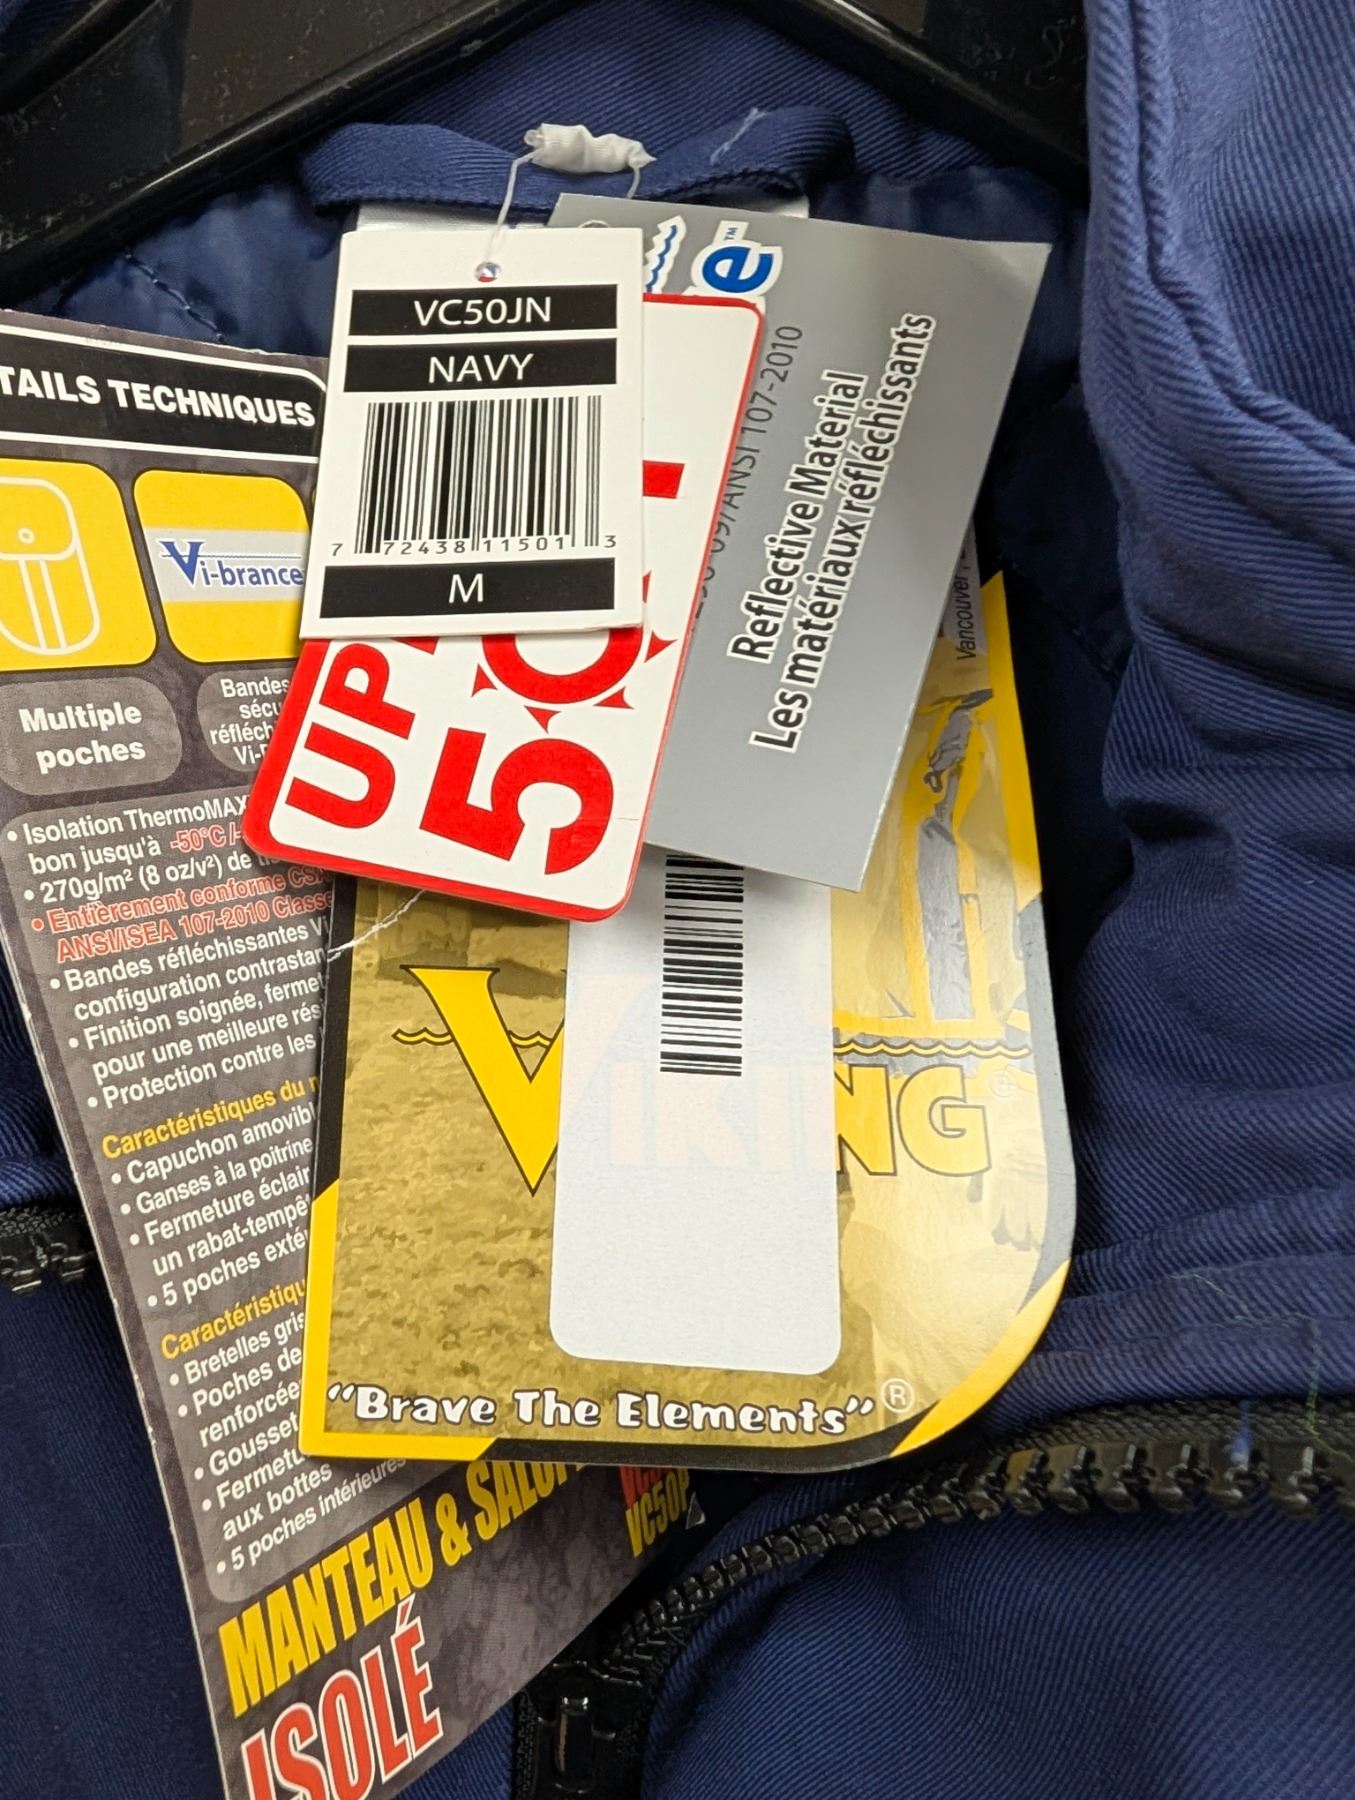 VC50JN
NAVY
7 72438 11501 3
M
UP
50
e™
09/ANSI 107-2010
Reflective Material
Les matériaux réfléchissants
Vancouver,
TAILS TECHNIQUES
Vi-brance
Multiple
poches
Bandes
réfléch
• Isolation ThermoMAX
bon jusqu'à -50°C /-
• 270g/m² (8 oz/v²) de
• Entièrement conforme CSA
ANSI/ISEA 107-2010 Classe
• Bandes réfléchissantes Vi
configuration contrastan
• Finition soignée, fermet
pour une meilleure rés
• Protection contre les
Caractéristiques du
• Capuchon amovibl
• Ganses à la poitrine
• Fermeture éclair
un rabat-tempê
• 5 poches exté
Caractéristiqu
• Bretelles gris
• Poches de
renforcée
• Gousset
• Fermetu
aux bottes
• 5 poches intérieures
MANTEAU & SALOP
ISOLÉ
VC50P
VIKING®
"Brave The Elements"®